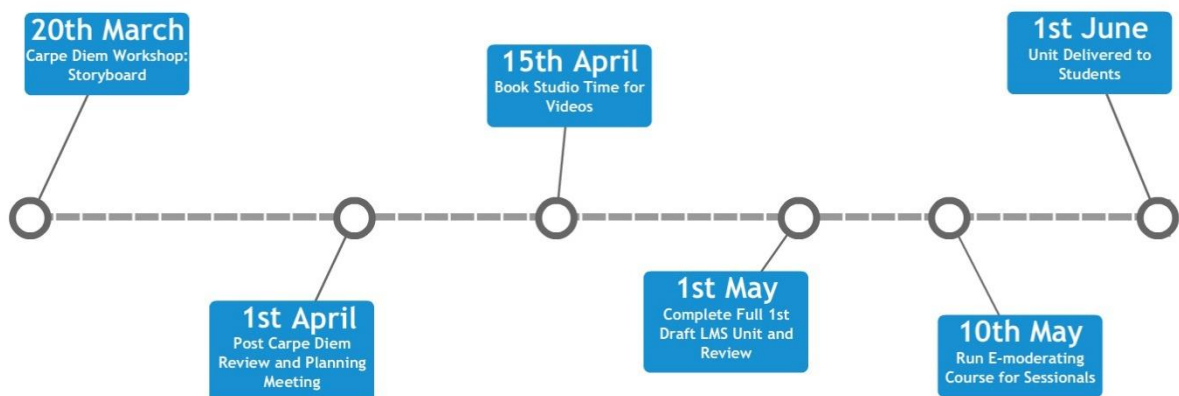 20th March
Carpe Diem Workshop:
Storyboard
1st April
Post Carpe Diem
Review and Planning
Meeting
15th April
Book Studio Time for
Videos
1st May
Complete Full 1st
Draft LMS Unit and
Review
10th May
Run E-moderating
Course for Sessionals
1st June
Unit Delivered to
Students